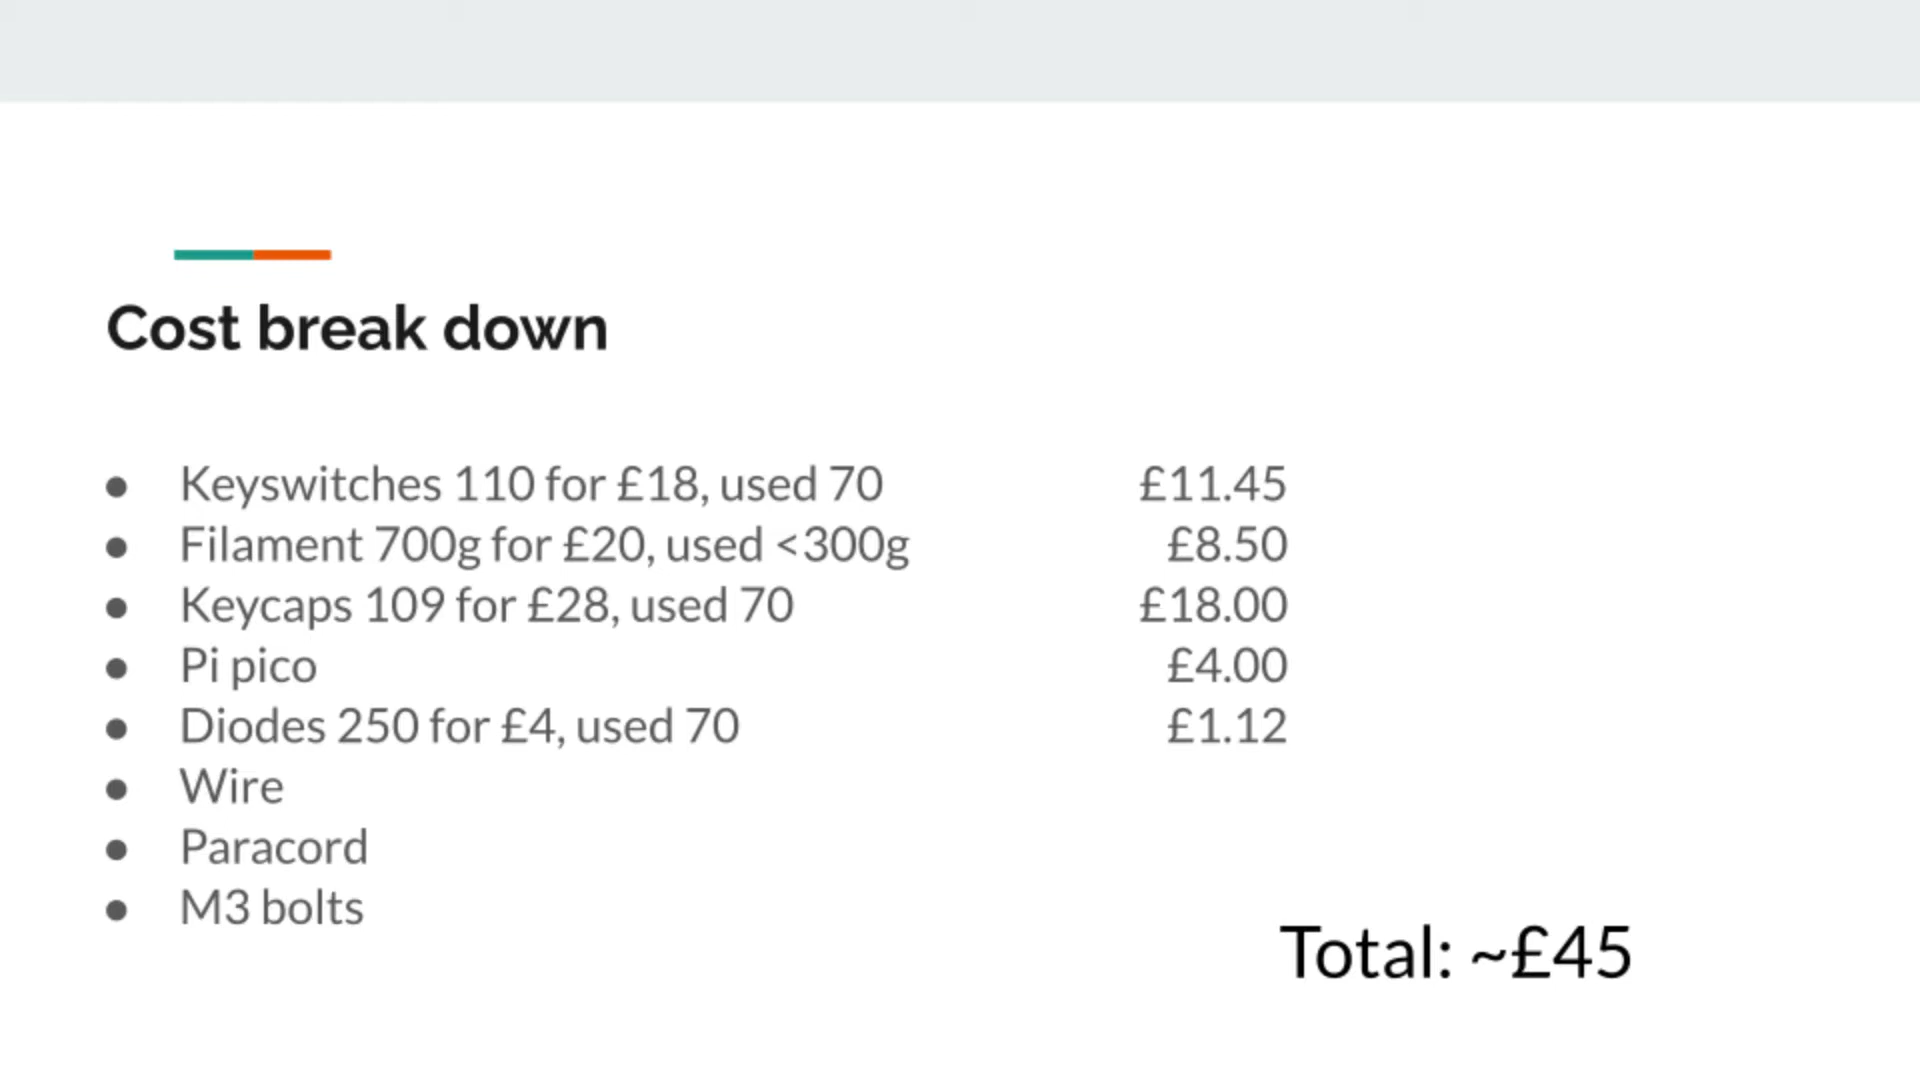 Cost break down
● Keyswitches 110 for £18, used 70 £11.45
● Filament 700g for £20, used <300g £8.50
● Keycaps 109 for £28, used 70 £18.00
● Pi pico £4.00
● Diodes 250 for £4, used 70 £1.12
● Wire
● Paracord
● M3 bolts
Total: ~£45